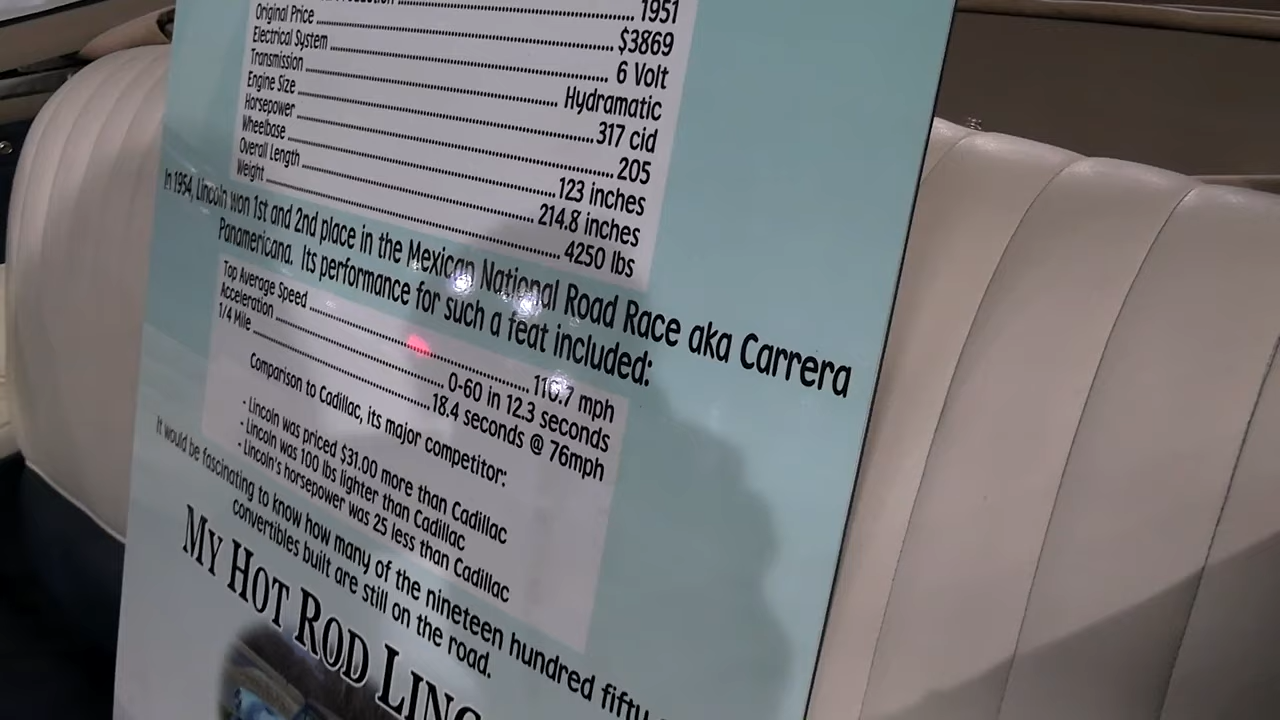 Production ........ 1951
Original Price ........ $3869
Electrical System ........ 6 Volt
Transmission ........ Hydramatic
Engine Size ........ 317 cid
Horsepower ........ 205
Wheelbase ........ 123 inches
Overall Length ........ 214.8 inches
Weight ........ 4250 lbs
In 1954, Lincoln won 1st and 2nd place in the Mexican National Road Race aka Carrera
Panamericana. Its performance for such a feat included:
Top Average Speed ........ mph
Acceleration ........ 0-60 in 12.3 seconds
1/4 Mile ........ 18.4 seconds @ 76mph
Comparison to Cadillac, its major competitor:
- Lincoln was priced $31.00 more than Cadillac
- Lincoln was 100 lbs lighter than Cadillac
- Lincoln's horsepower was 25 less than Cadillac
It would be fascinating to know how many of the nineteen hundred fifty
convertibles built are still on the road.
MY HOT ROD LINC